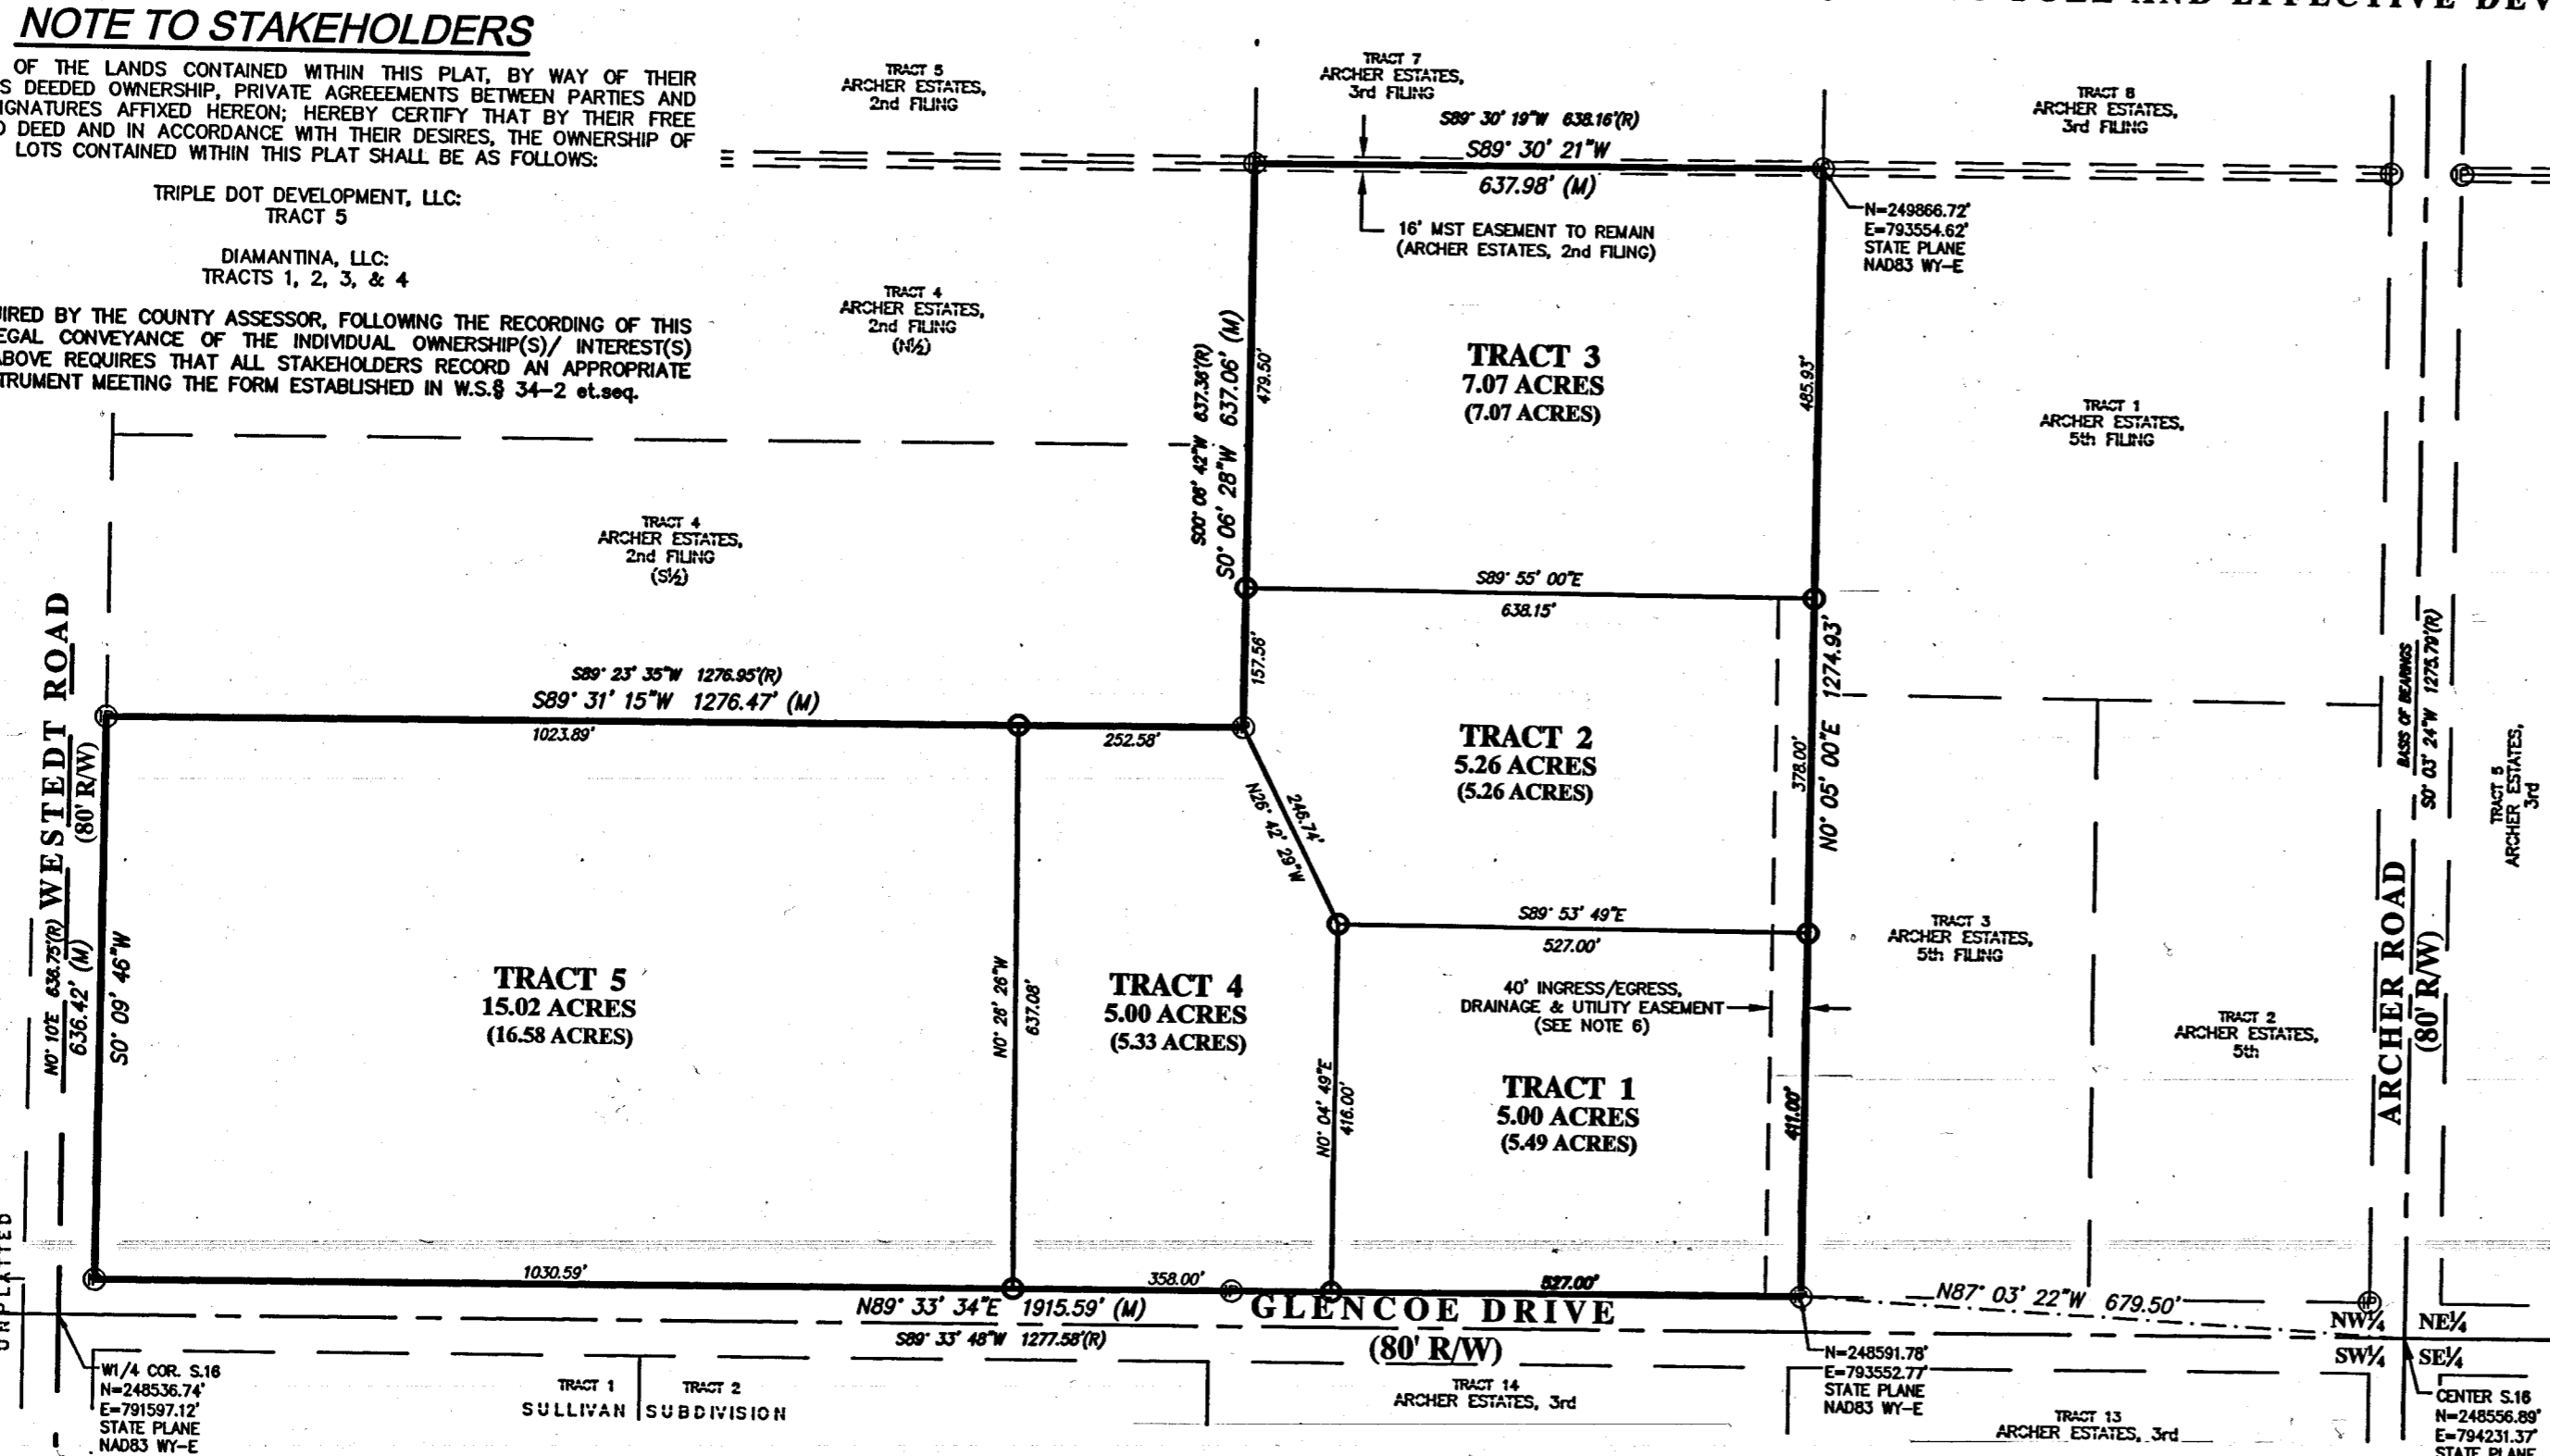 AND EFFECTIVE DEV
NOTE TO STAKEHOLDERS
OF THE LANDS CONTAINED WITHIN THIS PLAT, BY WAY OF THEIR
S DEEDED OWNERSHIP, PRIVATE AGREEEMENTS BETWEEN PARTIES AND
IGNATURES AFFIXED HEREON; HEREBY CERTIFY THAT BY THEIR FREE
D DEED AND IN ACCORDANCE WITH THEIR DESIRES, THE OWNERSHIP OF
LOTS CONTAINED WITHIN THIS PLAT SHALL BE AS FOLLOWS:
TRIPLE DOT DEVELOPMENT, LLC:
TRACT 5
DIAMANTINA, LLC:
TRACTS 1, 2, 3, & 4
IRED BY THE COUNTY ASSESSOR, FOLLOWING THE RECORDING OF THIS
EGAL CONVEYANCE OF THE INDIVIDUAL OWNERSHIP(S)/ INTEREST(S)
ABOVE REQUIRES THAT ALL STAKEHOLDERS RECORD AN APPROPRIATE
TRUMENT MEETING THE FORM ESTABLISHED IN W.S.§ 34-2 et.seq.
TRACT 5
ARCHER ESTATES,
2nd FILING
TRACT 7
ARCHER ESTATES,
3rd FILING
TRACT 8
ARCHER ESTATES,
3rd FILING
S89° 30' 19"W 638.16'(R)
S89° 30' 21"W
637.98' (M)
16' MST EASEMENT TO REMAIN
(ARCHER ESTATES, 2nd FILING)
N=249866.72'
E=793554.62'
STATE PLANE
NAD83 WY-E
TRACT 4
ARCHER ESTATES,
2nd FILING
(N½)
S00° 06' 42"W 637.36'(R)
S0° 06' 28"W 637.06' (M)
479.50'
TRACT 3
7.07 ACRES
(7.07 ACRES)
485.93'
TRACT 1
ARCHER ESTATES,
5th FILING
TRACT 4
ARCHER ESTATES,
2nd FILING
(S½)
S89° 55' 00"E
638.15'
157.56'
S89° 23' 35"W 1276.95'(R)
S89° 31' 15"W 1276.47' (M)
1023.89'
252.58'
TRACT 2
5.26 ACRES
(5.26 ACRES)
378.00'
N0° 05' 00"E 1274.93'
BASIS OF BEARINGS
S0° 03' 24"W 1275.79'(R)
TRACT 5
ARCHER ESTATES,
3rd
WESTEDT ROAD
(80' R/W)
N0° 10'E 636.75'(R)
636.42' (M)
S0° 09' 46"W
246.74'
N26° 42' 29"W
S89° 53' 49"E
527.00'
TRACT 3
ARCHER ESTATES,
5th FILING
ARCHER ROAD
(80' R/W)
TRACT 5
15.02 ACRES
(16.58 ACRES)
N0° 28' 26"W
637.08'
TRACT 4
5.00 ACRES
(5.33 ACRES)
40' INGRESS/EGRESS,
DRAINAGE & UTILITY EASEMENT
(SEE NOTE 6)
TRACT 2
ARCHER ESTATES,
5th
N0° 04' 49"E
416.00'
TRACT 1
5.00 ACRES
(5.49 ACRES)
411.00'
UNPLATTED
1030.59'
358.00'
527.00'
N89° 33' 34"E 1915.59' (M)
S89° 33' 48"W 1277.58'(R)
GLENCOE DRIVE
(80' R/W)
N87° 03' 22"W 679.50'
NW¼
NE¼
SW¼
SE¼
W1/4 COR. S.16
N=248536.74'
E=791597.12'
STATE PLANE
NAD83 WY-E
TRACT 1
TRACT 2
SULLIVAN SUBDIVISION
TRACT 14
ARCHER ESTATES, 3rd
N=248591.78'
E=793552.77'
STATE PLANE
NAD83 WY-E
TRACT 13
ARCHER ESTATES, 3rd
CENTER S.16
N=248556.89'
E=794231.37'
STATE PLANE